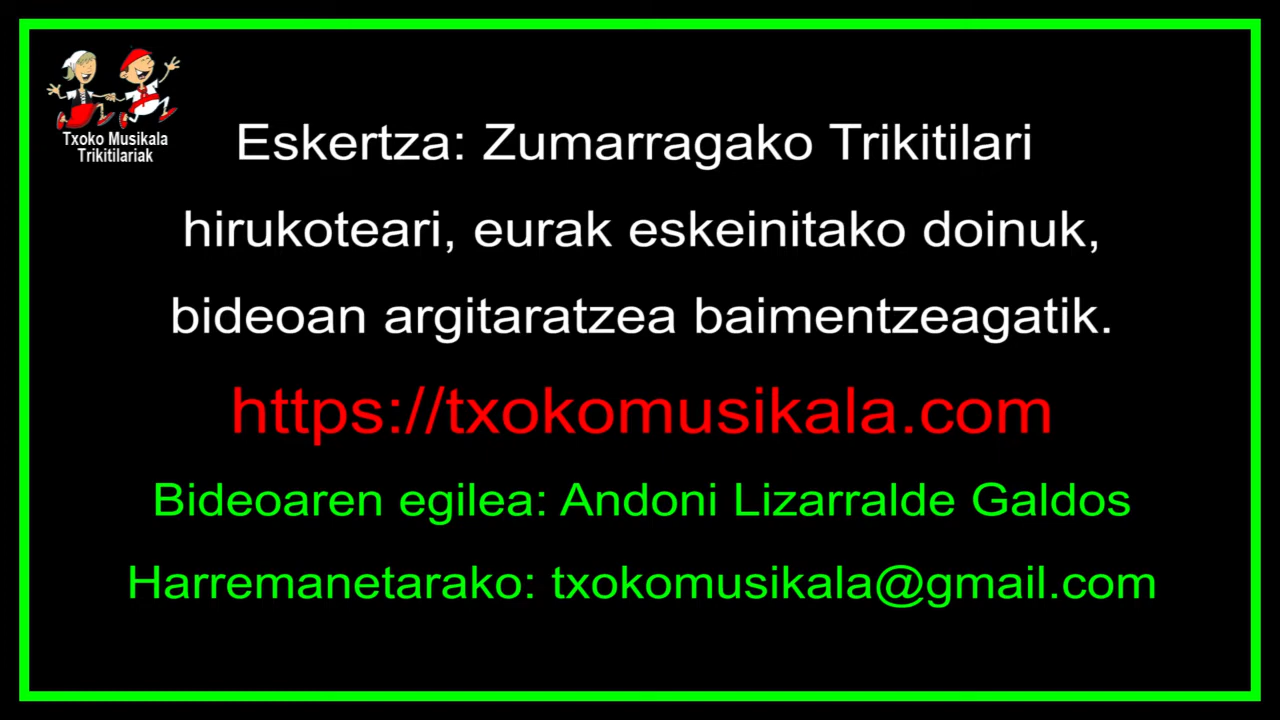 Txoko Musikala
Trikitilariak
Eskertza: Zumarragako Trikitilari
hirukoteari, eurak eskeinitako doinuk,
bideoan argitaratzea baimentzeagatik.
https://txokomusikala.com
Bideoaren egilea: Andoni Lizarralde Galdos
Harremanetarako: txokomusikala@gmail.com